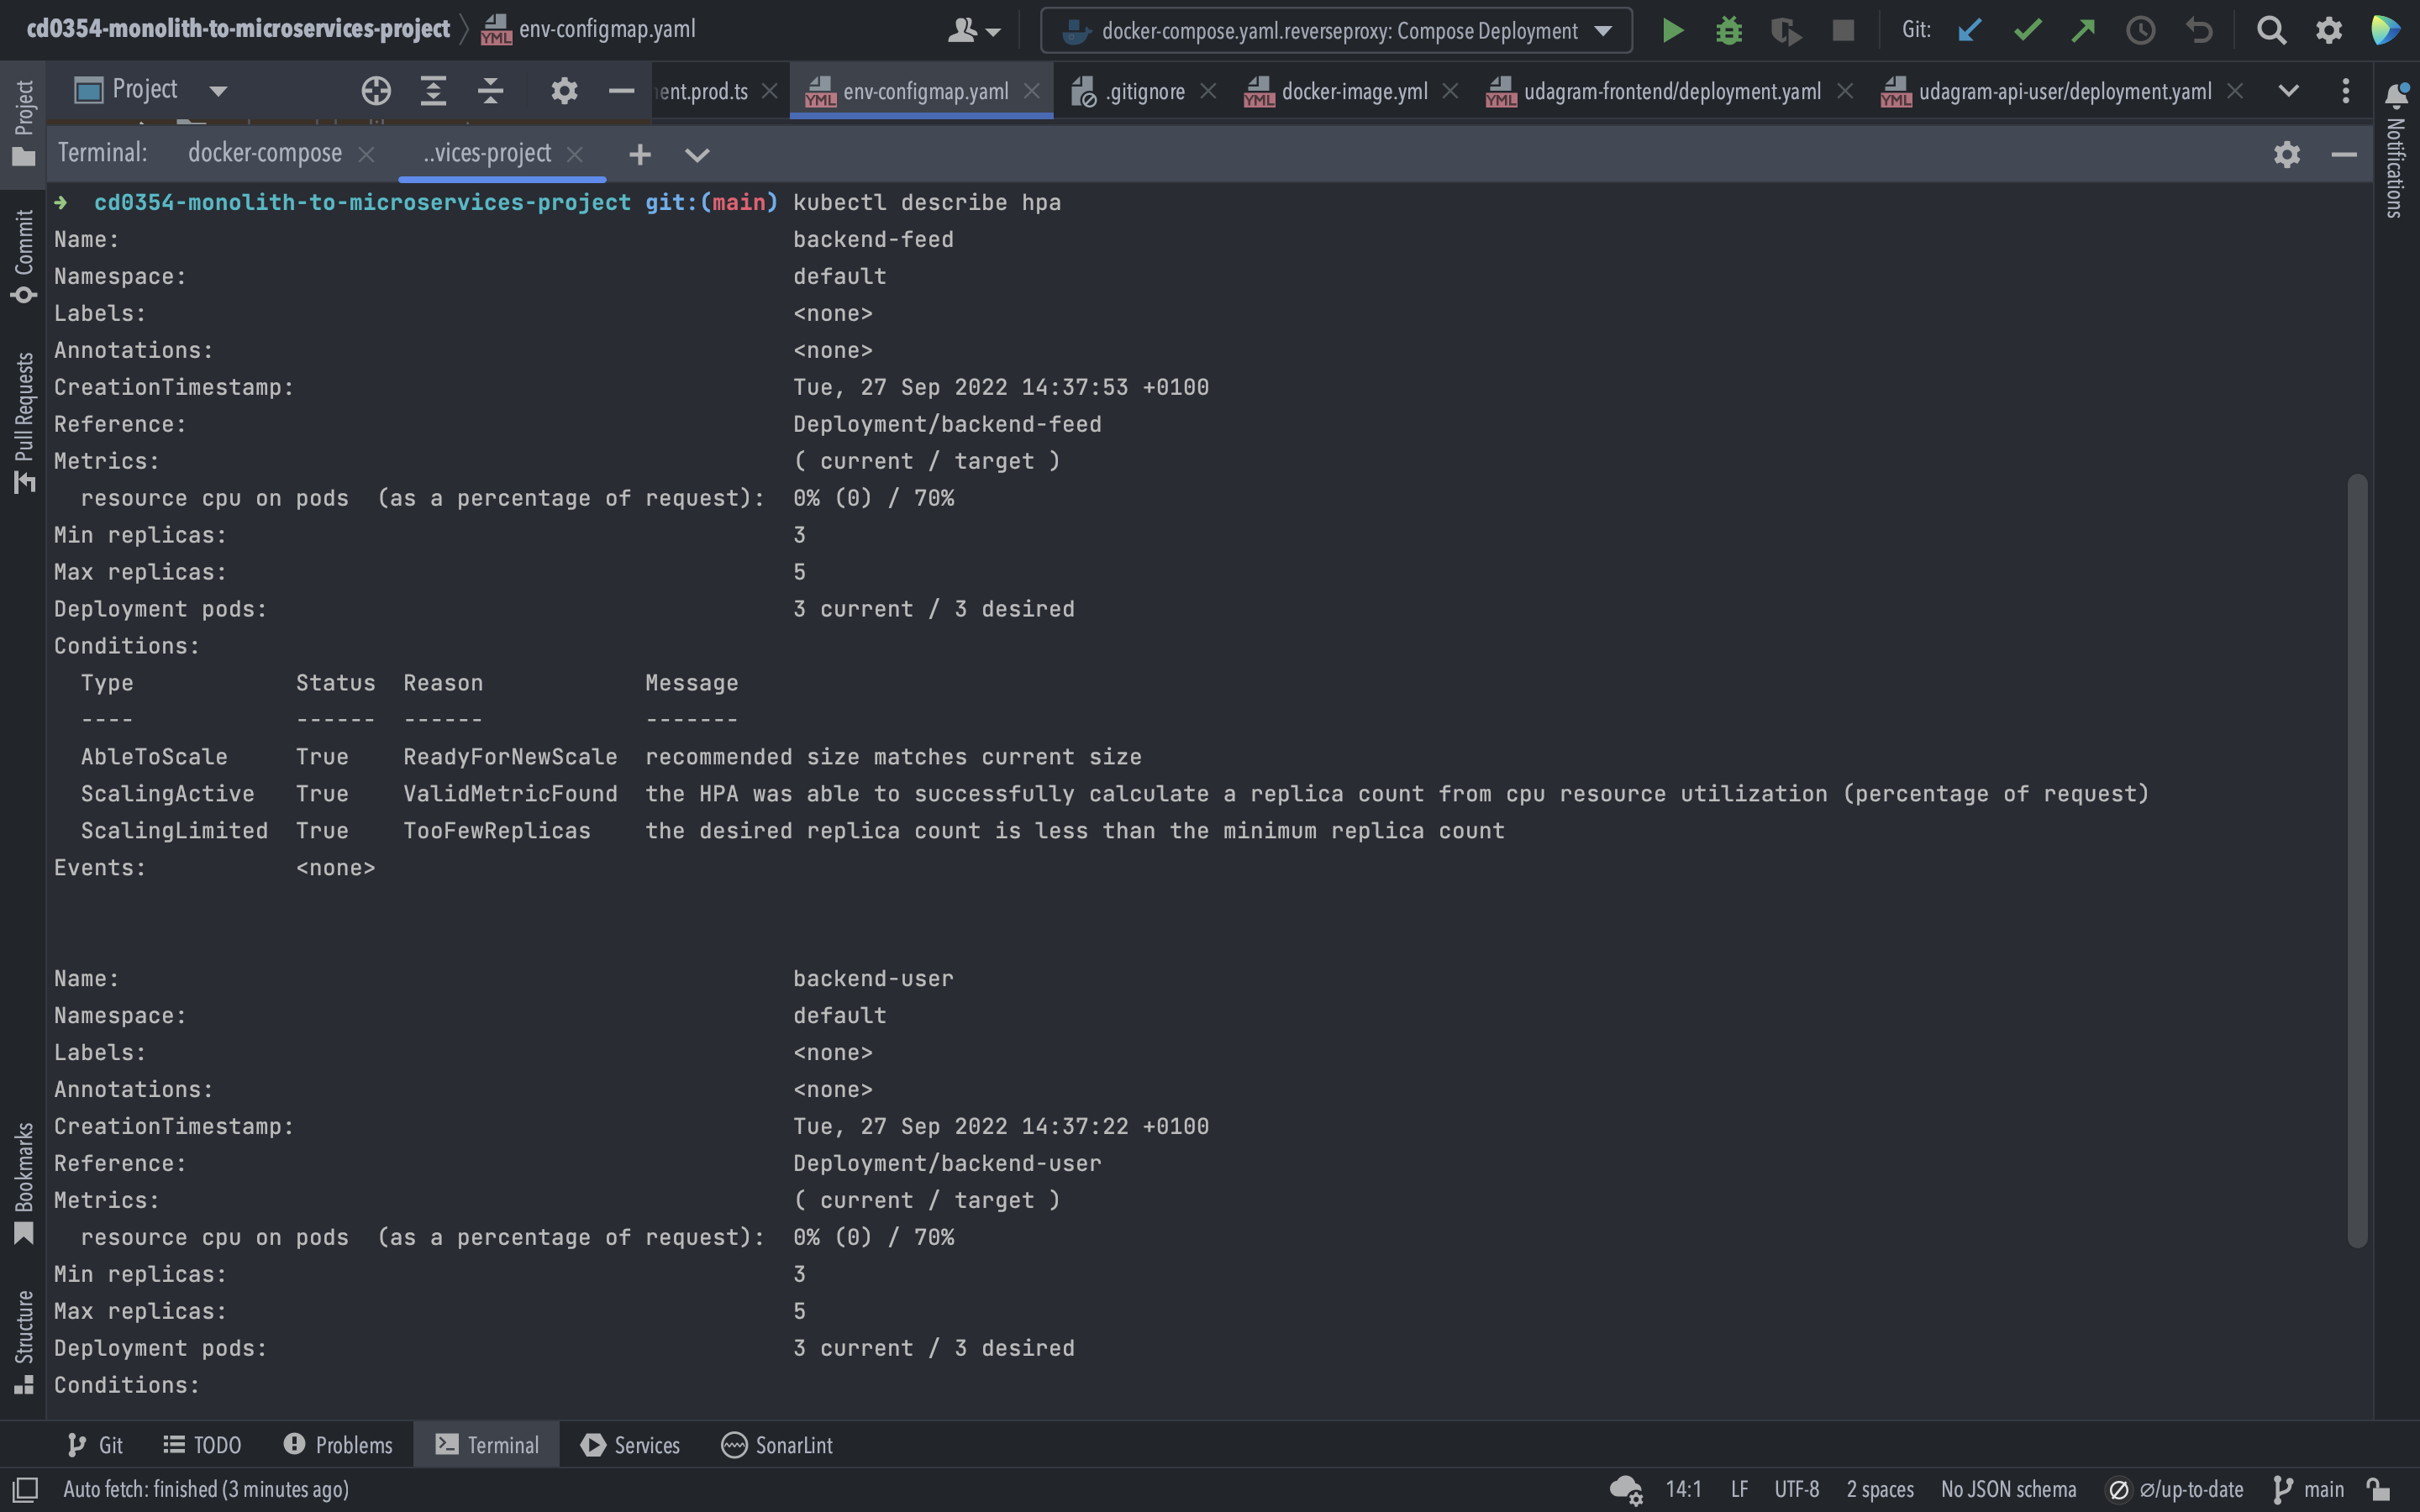 cd0354-monolith-to-microservices-project env-configmap.yaml docker-compose.yaml.reverseproxy: Compose Deployment Git:
Project ent.prod.ts env-configmap.yaml .gitignore docker-image.yml udagram-frontend/deployment.yaml udagram-api-user/deployment.yaml
Terminal: docker-compose ..vices-project
→ cd0354-monolith-to-microservices-project git:(main) kubectl describe hpa
Name: backend-feed
Namespace: default
Labels: <none>
Annotations: <none>
CreationTimestamp: Tue, 27 Sep 2022 14:37:53 +0100
Reference: Deployment/backend-feed
Metrics: ( current / target )
resource cpu on pods  (as a percentage of request): 0% (0) / 70%
Min replicas: 3
Max replicas: 5
Deployment pods: 3 current / 3 desired
Conditions:
Type Status Reason Message
---- ------ ------ -------
AbleToScale True ReadyForNewScale recommended size matches current size
ScalingActive True ValidMetricFound the HPA was able to successfully calculate a replica count from cpu resource utilization (percentage of request)
ScalingLimited True TooFewReplicas the desired replica count is less than the minimum replica count
Events: <none>
Name: backend-user
Namespace: default
Labels: <none>
Annotations: <none>
CreationTimestamp: Tue, 27 Sep 2022 14:37:22 +0100
Reference: Deployment/backend-user
Metrics: ( current / target )
resource cpu on pods  (as a percentage of request): 0% (0) / 70%
Min replicas: 3
Max replicas: 5
Deployment pods: 3 current / 3 desired
Conditions:
Project
Commit
Pull Requests
Bookmarks
Structure
Notifications
Git TODO Problems Terminal Services SonarLint
Auto fetch: finished (3 minutes ago) 14:1 LF UTF-8 2 spaces No JSON schema ∅/up-to-date main